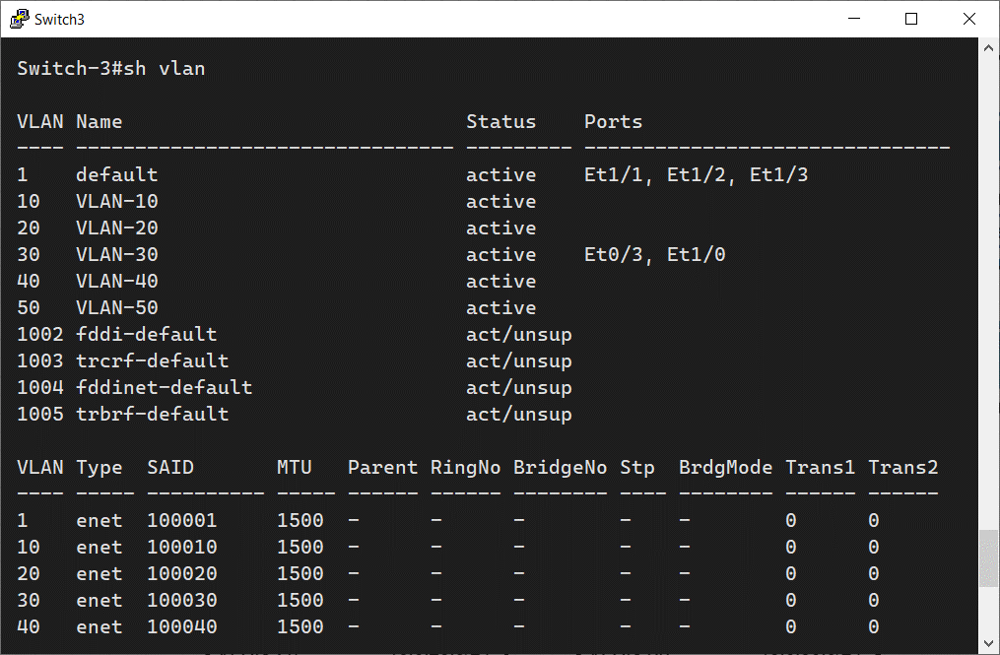 Switch3
Switch-3#sh vlan
VLAN Name                             Status    Ports
---- -------------------------------- --------- -------------------------------
1    default                          active    Et1/1, Et1/2, Et1/3
10   VLAN-10                          active
20   VLAN-20                          active
30   VLAN-30                          active    Et0/3, Et1/0
40   VLAN-40                          active
50   VLAN-50                          active
1002 fddi-default                     act/unsup
1003 trcrf-default                    act/unsup
1004 fddinet-default                  act/unsup
1005 trbrf-default                    act/unsup
VLAN Type  SAID       MTU   Parent RingNo BridgeNo Stp  BrdgMode Trans1 Trans2
---- ----- ---------- ----- ------ ------ -------- ---- -------- ------ ------
1    enet  100001     1500  -      -      -        -    -        0      0
10   enet  100010     1500  -      -      -        -    -        0      0
20   enet  100020     1500  -      -      -        -    -        0      0
30   enet  100030     1500  -      -      -        -    -        0      0
40   enet  100040     1500  -      -      -        -    -        0      0